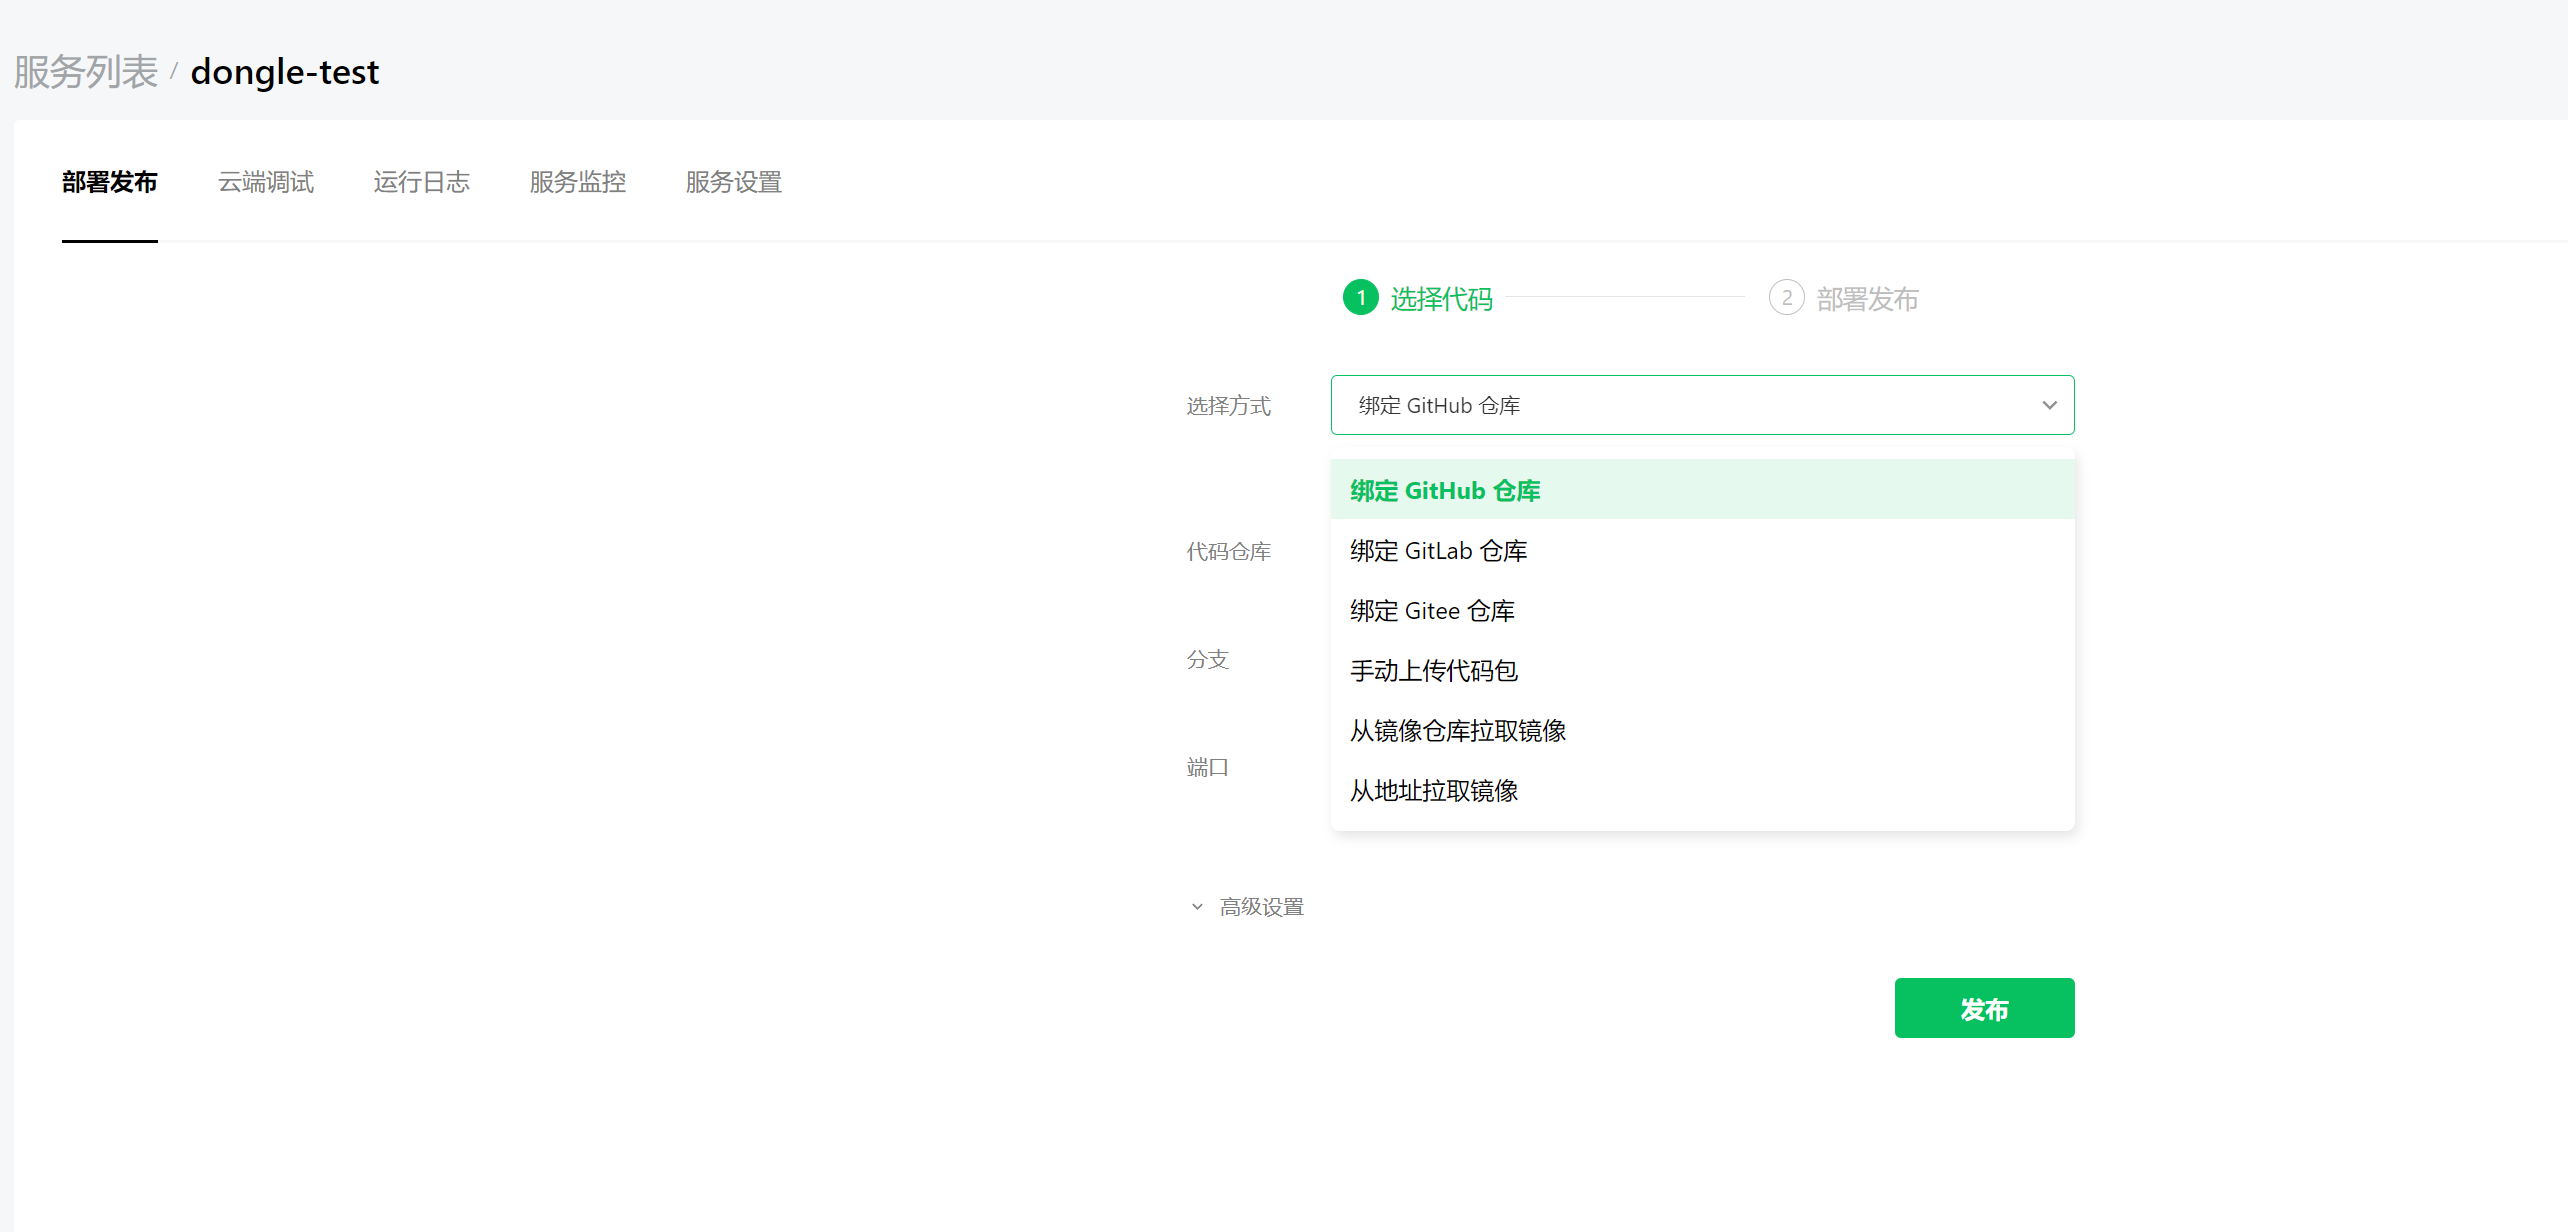 服务列表 / dongle-test
部署发布 云端调试 运行日志 服务监控 服务设置
1 选择代码 2 部署发布
选择方式 绑定 GitHub 仓库
绑定 GitHub 仓库
绑定 GitLab 仓库
代码仓库
绑定 Gitee 仓库
分支
手动上传代码包
从镜像仓库拉取镜像
端口
从地址拉取镜像
高级设置
发布